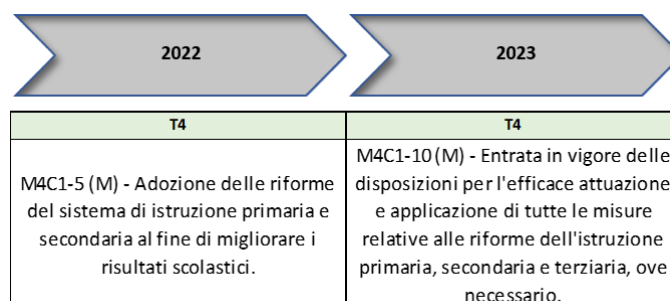 2022
2023
T4
T4
M4C1-5 (M) - Adozione delle riforme
del sistema di istruzione primaria e
secondaria al fine di migliorare i
risultati scolastici.
M4C1-10 (M) - Entrata in vigore delle
disposizioni per l'efficace attuazione
e applicazione di tutte le misure
relative alle riforme dell'istruzione
primaria, secondaria e terziaria, ove
necessario.